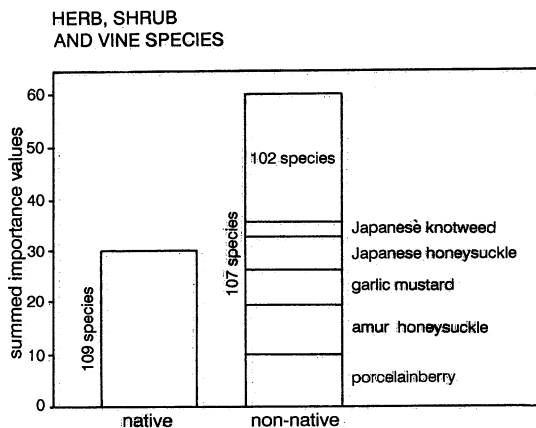 HERB, SHRUB
AND VINE SPECIES
summed importance values
60
50
40
30
20
10
0
109 species
107 species
102 species
Japanese knotweed
Japanese honeysuckle
garlic mustard
amur honeysuckle
porcelainberry
native
non-native